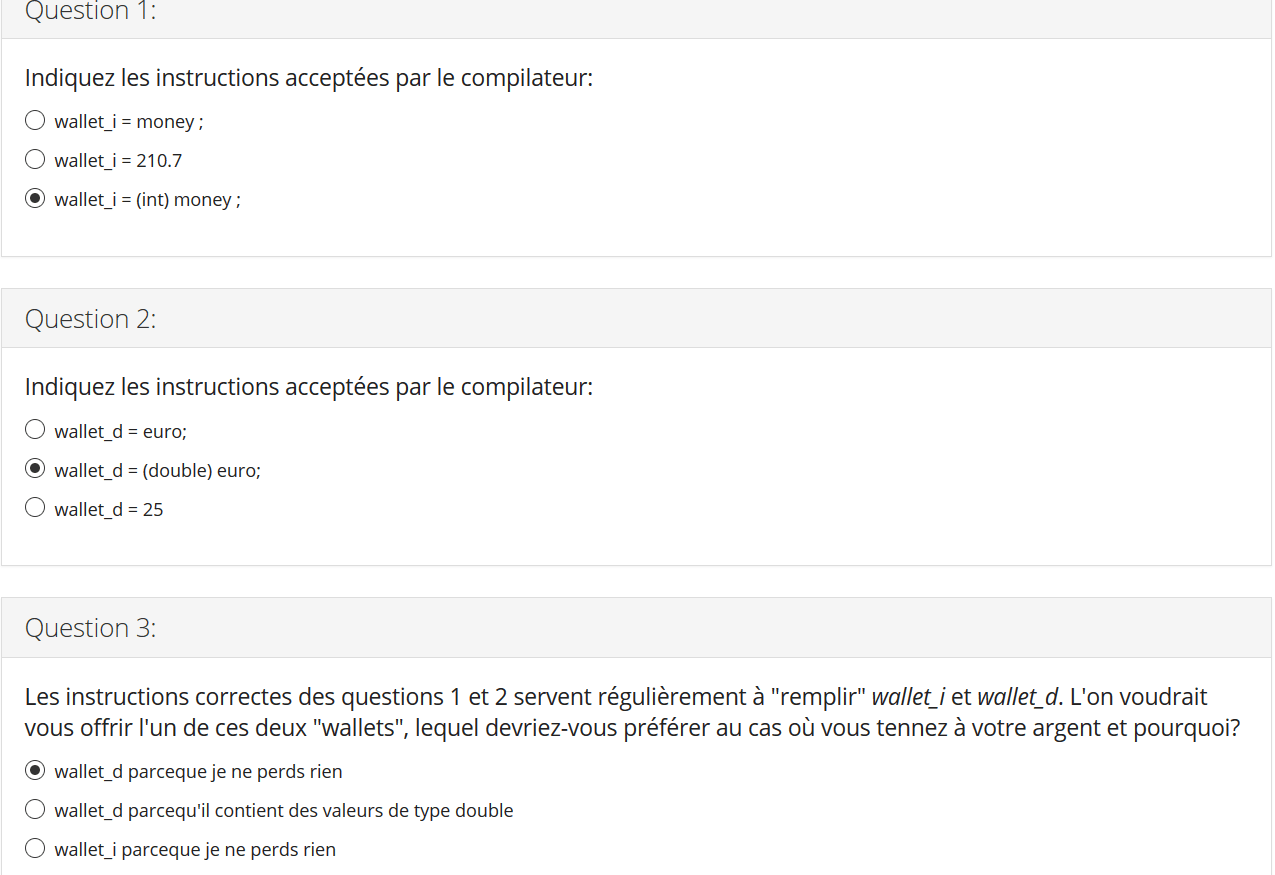 Question 1:
Indiquez les instructions acceptées par le compilateur:
wallet_i = money ;
wallet_i = 210.7
wallet_i = (int) money ;
Question 2:
Indiquez les instructions acceptées par le compilateur:
wallet_d = euro;
wallet_d = (double) euro;
wallet_d = 25
Question 3:
Les instructions correctes des questions 1 et 2 servent régulièrement à "remplir" wallet_i et wallet_d. L'on voudrait
vous offrir l'un de ces deux "wallets", lequel devriez-vous préférer au cas où vous tennez à votre argent et pourquoi?
wallet_d parceque je ne perds rien
wallet_d parcequ'il contient des valeurs de type double
wallet_i parceque je ne perds rien